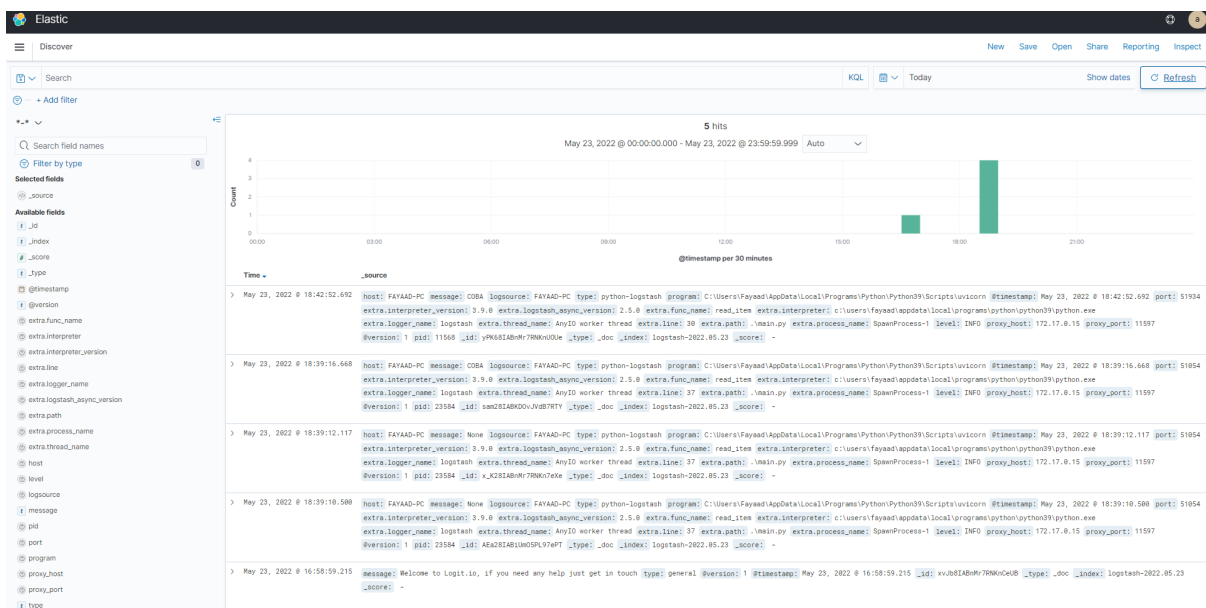 Elastic
a
Discover
New Save Open Share Reporting Inspect
Search
KQL
Today
Show dates
Refresh
+ Add filter
*-*
Search field names
Filter by type 0
Selected fields
_source
Available fields
_id
_index
_score
_type
@timestamp
@version
extra.func_name
extra.interpreter
extra.interpreter_version
extra.line
extra.logger_name
extra.logstash_async_version
extra.path
extra.process_name
extra.thread_name
host
level
logsource
message
pid
port
program
proxy_host
proxy_port
type
5 hits
May 23, 2022 @ 00:00:00.000 - May 23, 2022 @ 23:59:59.999 Auto
Count
4
3
2
1
0
00:00 03:00 06:00 09:00 12:00 15:00 18:00 21:00
@timestamp per 30 minutes
Time _source
May 23, 2022 @ 18:42:52.692 host: FAYAAD-PC message: COBA logsource: FAYAAD-PC type: python-logstash program: C:\Users\Fayaad\AppData\Local\Programs\Python\Python39\Scripts\uvicorn @timestamp: May 23, 2022 @ 18:42:52.692 port: 51934
extra.interpreter_version: 3.9.0 extra.logstash_async_version: 2.5.0 extra.func_name: read_item extra.interpreter: c:\users\fayaad\appdata\local\programs\python\python39\python.exe
extra.logger_name: logstash extra.thread_name: AnyIO worker thread extra.line: 30 extra.path: .\main.py extra.process_name: SpawnProcess-1 level: INFO proxy_host: 172.17.0.15 proxy_port: 11597
@version: 1 pid: 11568 _id: yPK68IABnMr7RNKnUOUe _type: _doc _index: logstash-2022.05.23 _score: -
May 23, 2022 @ 18:39:16.668 host: FAYAAD-PC message: COBA logsource: FAYAAD-PC type: python-logstash program: C:\Users\Fayaad\AppData\Local\Programs\Python\Python39\Scripts\uvicorn @timestamp: May 23, 2022 @ 18:39:16.668 port: 51054
extra.interpreter_version: 3.9.0 extra.logstash_async_version: 2.5.0 extra.func_name: read_item extra.interpreter: c:\users\fayaad\appdata\local\programs\python\python39\python.exe
extra.logger_name: logstash extra.thread_name: AnyIO worker thread extra.line: 37 extra.path: .\main.py extra.process_name: SpawnProcess-1 level: INFO proxy_host: 172.17.0.15 proxy_port: 11597
@version: 1 pid: 23584 _id: sam28IABKDOvJVdB7RTY _type: _doc _index: logstash-2022.05.23 _score: -
May 23, 2022 @ 18:39:12.117 host: FAYAAD-PC message: None logsource: FAYAAD-PC type: python-logstash program: C:\Users\Fayaad\AppData\Local\Programs\Python\Python39\Scripts\uvicorn @timestamp: May 23, 2022 @ 18:39:12.117 port: 51054
extra.interpreter_version: 3.9.0 extra.logstash_async_version: 2.5.0 extra.func_name: read_item extra.interpreter: c:\users\fayaad\appdata\local\programs\python\python39\python.exe
extra.logger_name: logstash extra.thread_name: AnyIO worker thread extra.line: 37 extra.path: .\main.py extra.process_name: SpawnProcess-1 level: INFO proxy_host: 172.17.0.15 proxy_port: 11597
@version: 1 pid: 23584 _id: x_K28IABnMr7RNKn7eXe _type: _doc _index: logstash-2022.05.23 _score: -
May 23, 2022 @ 18:39:10.500 host: FAYAAD-PC message: None logsource: FAYAAD-PC type: python-logstash program: C:\Users\Fayaad\AppData\Local\Programs\Python\Python39\Scripts\uvicorn @timestamp: May 23, 2022 @ 18:39:10.500 port: 51054
extra.interpreter_version: 3.9.0 extra.logstash_async_version: 2.5.0 extra.func_name: read_item extra.interpreter: c:\users\fayaad\appdata\local\programs\python\python39\python.exe
extra.logger_name: logstash extra.thread_name: AnyIO worker thread extra.line: 37 extra.path: .\main.py extra.process_name: SpawnProcess-1 level: INFO proxy_host: 172.17.0.15 proxy_port: 11597
@version: 1 pid: 23584 _id: AEa28IABiUmO5PL97ePT _type: _doc _index: logstash-2022.05.23 _score: -
May 23, 2022 @ 16:58:59.215 message: Welcome to Logit.io, if you need any help just get in touch type: general @version: 1 @timestamp: May 23, 2022 @ 16:58:59.215 _id: xvJb8IABnMr7RNKnCeUB _type: _doc _index: logstash-2022.05.23
_score: -